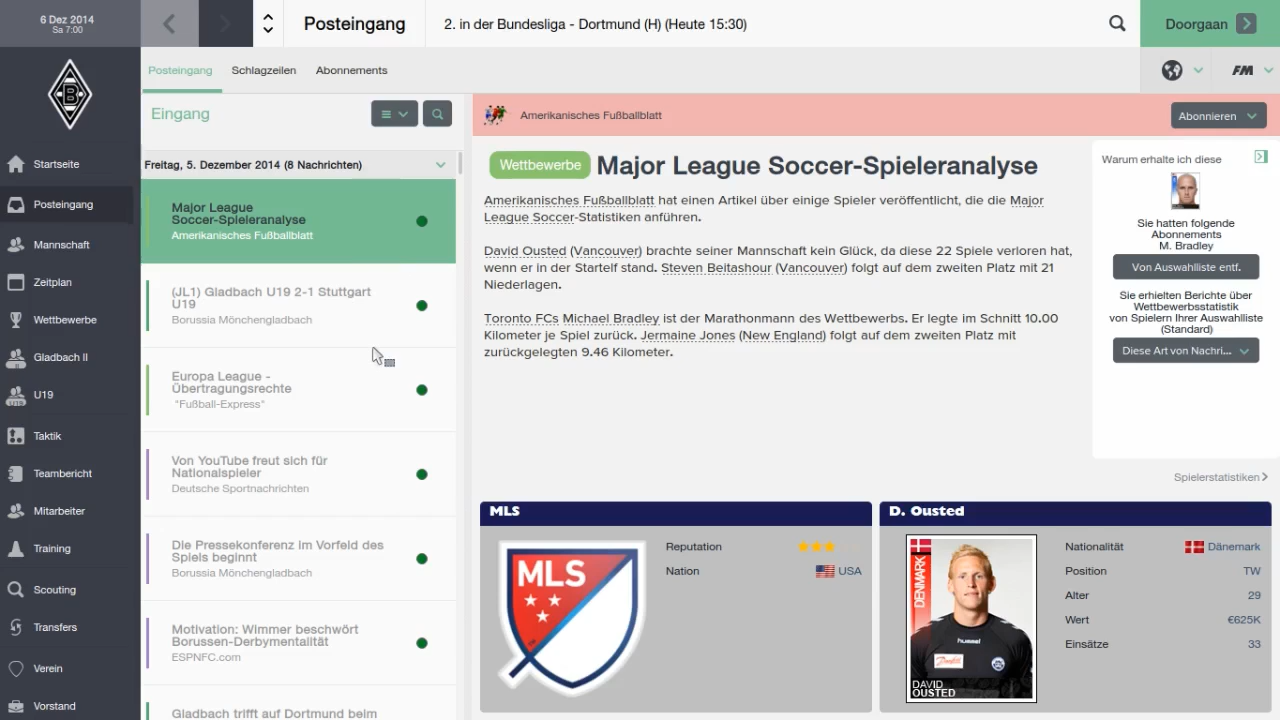 6 Dez 2014
Sa 7:00
Posteingang
2. in der Bundesliga - Dortmund (H) (Heute 15:30)
Doorgaan
Posteingang
Schlagzeilen
Abonnements
FM
B
Startseite
Posteingang
Mannschaft
Zeitplan
Wettbewerbe
Gladbach II
U19
Taktik
Teambericht
Mitarbeiter
Training
Scouting
Transfers
Verein
Vorstand
Eingang
Freitag, 5. Dezember 2014 (8 Nachrichten)
Major League
Soccer-Spieleranalyse
Amerikanisches Fußballblatt
(JL1) Gladbach U19 2-1 Stuttgart
U19
Borussia Mönchengladbach
Europa League -
Übertragungsrechte
"Fußball-Express"
Von YouTube freut sich für
Nationalspieler
Deutsche Sportnachrichten
Die Pressekonferenz im Vorfeld des
Spiels beginnt
Borussia Mönchengladbach
Motivation: Wimmer beschwört
Borussen-Derbymentalität
ESPNFC.com
Gladbach trifft auf Dortmund beim
Amerikanisches Fußballblatt
Abonnieren
Wettbewerbe Major League Soccer-Spieleranalyse
Amerikanisches Fußballblatt hat einen Artikel über einige Spieler veröffentlicht, die die Major
League Soccer-Statistiken anführen.
David Ousted (Vancouver) brachte seiner Mannschaft kein Glück, da diese 22 Spiele verloren hat,
wenn er in der Startelf stand. Steven Beitashour (Vancouver) folgt auf dem zweiten Platz mit 21
Niederlagen.
Toronto FCs Michael Bradley ist der Marathonmann des Wettbewerbs. Er legte im Schnitt 10.00
Kilometer je Spiel zurück. Jermaine Jones (New England) folgt auf dem zweiten Platz mit
zurückgelegten 9.46 Kilometer.
Warum erhalte ich diese
Sie hatten folgende
Abonnements
M. Bradley
Von Auswahlliste entf.
Sie erhielten Berichte über
Wettbewerbsstatistik
von Spielern Ihrer Auswahlliste
(Standard)
Diese Art von Nachri...
Spielerstatistiken
MLS
MLS
Reputation
Nation USA
D. Ousted
DENMARK
hummel
DAVID
OUSTED
Nationalität Dänemark
Position TW
Alter 29
Wert €625K
Einsätze 33